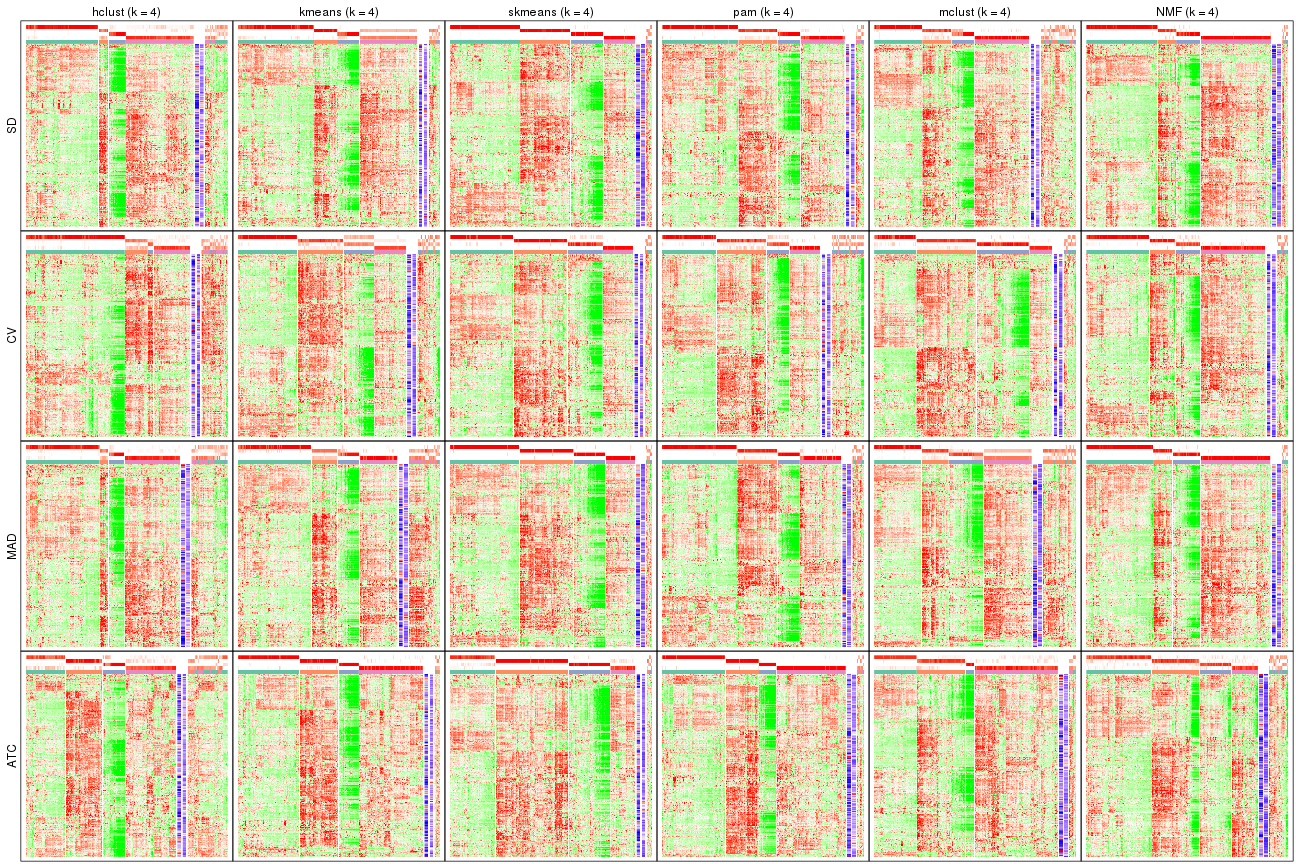 hclust (k = 4) kmeans (k = 4) skmeans (k = 4) pam (k = 4) mclust (k = 4) NMF (k = 4)
SD
CV
MAD
ATC